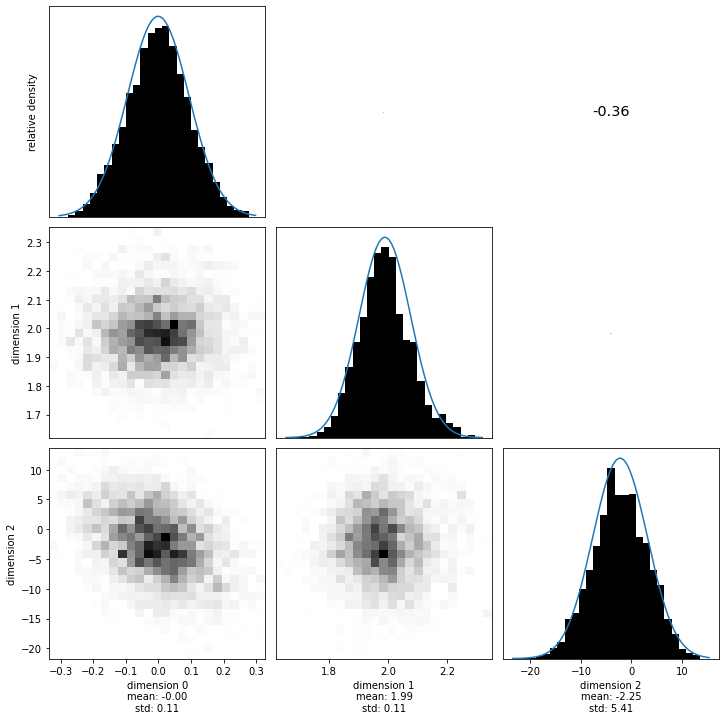 relative density
-0.36
dimension 1
2.3
2.2
2.1
2.0
1.9
1.8
1.7
dimension 2
10
5
0
−5
−10
−15
−20
−0.3 −0.2 −0.1 0.0 0.1 0.2 0.3
dimension 0
mean: -0.00
std: 0.11
1.8 2.0 2.2
dimension 1
mean: 1.99
std: 0.11
−20 −10 0 10
dimension 2
mean: -2.25
std: 5.41